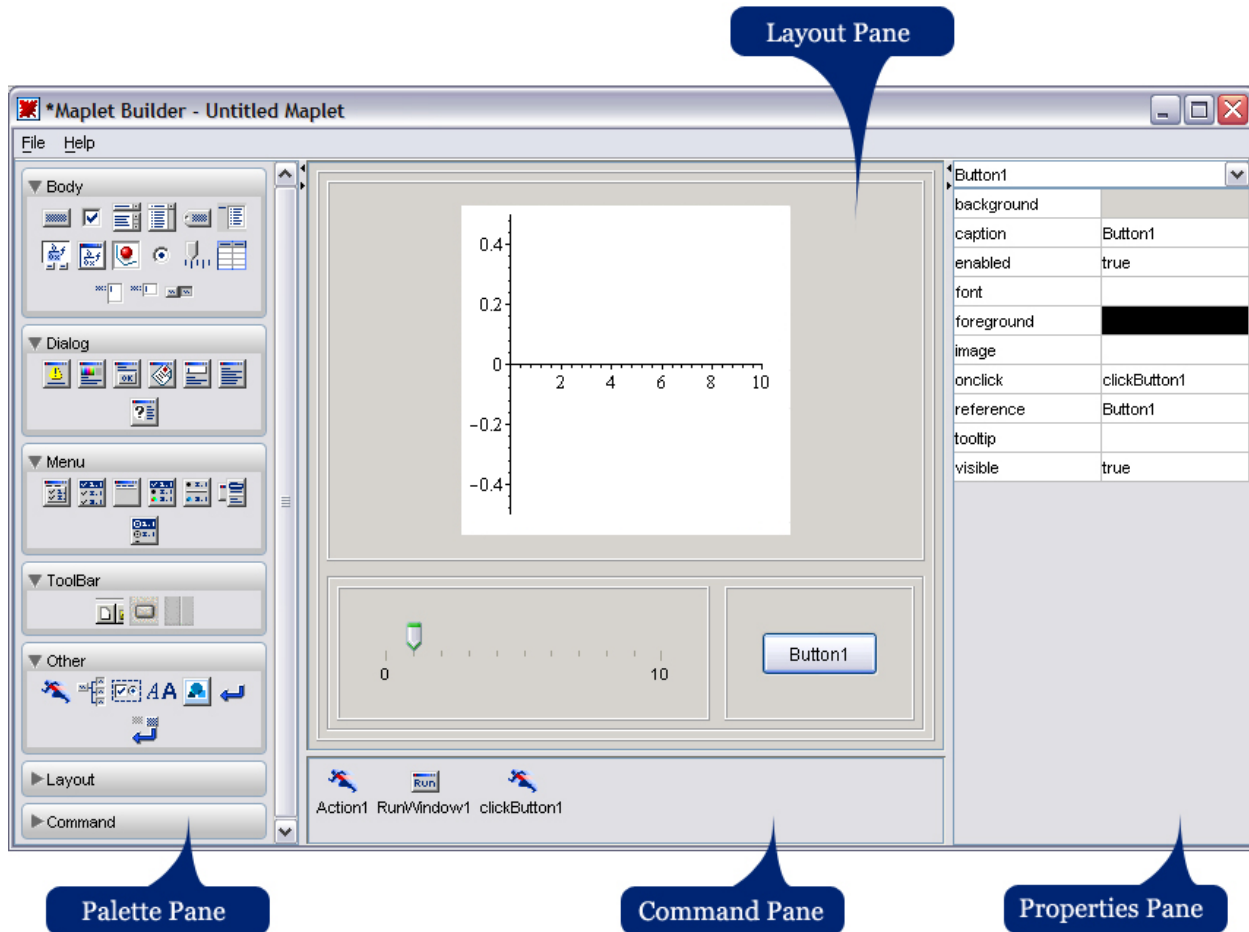 Layout Pane
*Maplet Builder - Untitled Maplet
File Help
Body
Dialog
Menu
ToolBar
Other
Layout
Command
0.4
0.2
0
2 4 6 8 10
-0.2
-0.4
0 10
Button1
Action1 RunWindow1 clickButton1
Button1
background
caption Button1
enabled true
font
foreground
image
onclick clickButton1
reference Button1
tooltip
visible true
Palette Pane
Command Pane
Properties Pane